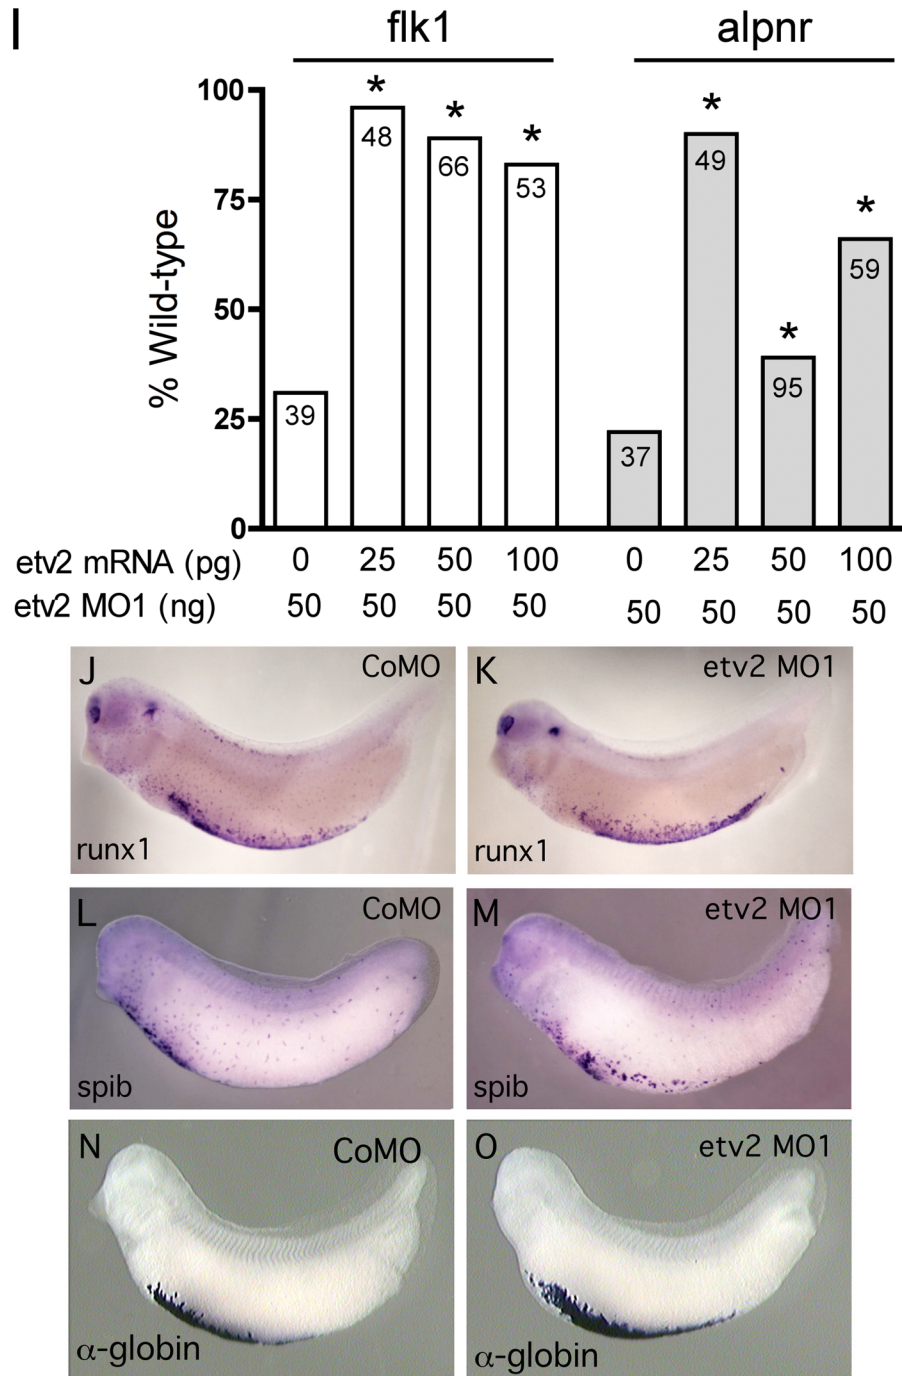 I
flk1 alpnr
100
75
50
25
0
% Wild-type
* * * * * *
39 48 66 53 37 49 95 59
etv2 mRNA (pg) 0 25 50 100 0 25 50 100
etv2 MO1 (ng) 50 50 50 50 50 50 50 50
J CoMO
runx1
K etv2 MO1
runx1
L CoMO
spib
M etv2 MO1
spib
N CoMO
α-globin
O etv2 MO1
α-globin